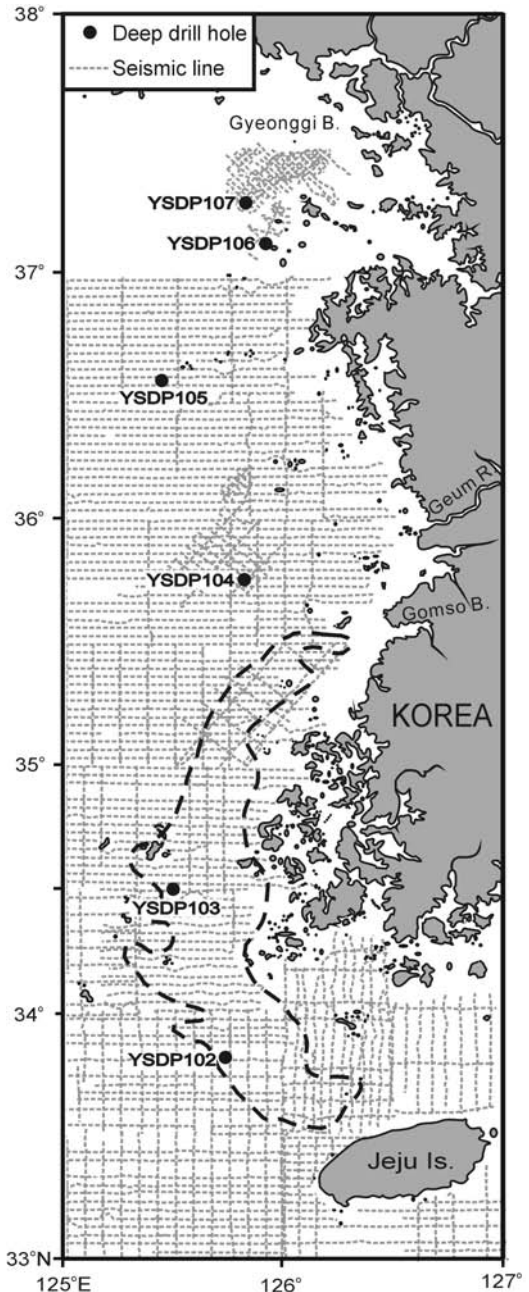 38°
Deep drill hole
Seismic line
Gyeonggi B.
YSDP107
YSDP106
37°
YSDP105
Geum R.
36°
YSDP104
Gomso B.
KOREA
35°
YSDP103
34°
YSDP102
Jeju Is.
33°N
125°E
126°
127°